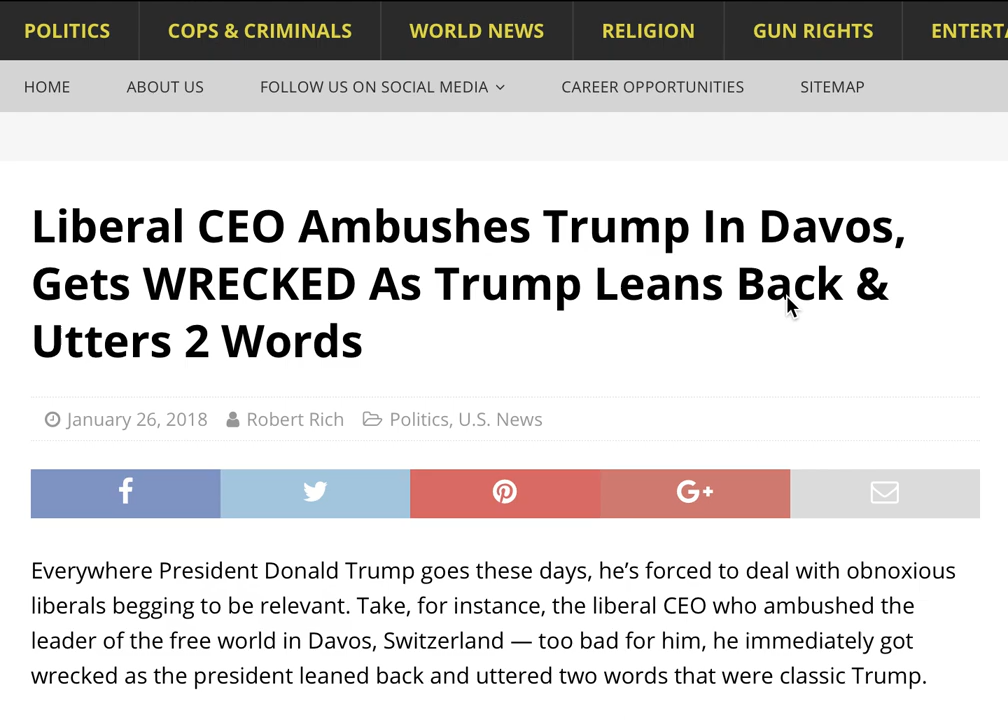 POLITICS COPS & CRIMINALS WORLD NEWS RELIGION GUN RIGHTS ENTERTA
HOME ABOUT US FOLLOW US ON SOCIAL MEDIA CAREER OPPORTUNITIES SITEMAP
Liberal CEO Ambushes Trump In Davos,
Gets WRECKED As Trump Leans Back &
Utters 2 Words
January 26, 2018 Robert Rich Politics, U.S. News
Everywhere President Donald Trump goes these days, he’s forced to deal with obnoxious
liberals begging to be relevant. Take, for instance, the liberal CEO who ambushed the
leader of the free world in Davos, Switzerland — too bad for him, he immediately got
wrecked as the president leaned back and uttered two words that were classic Trump.